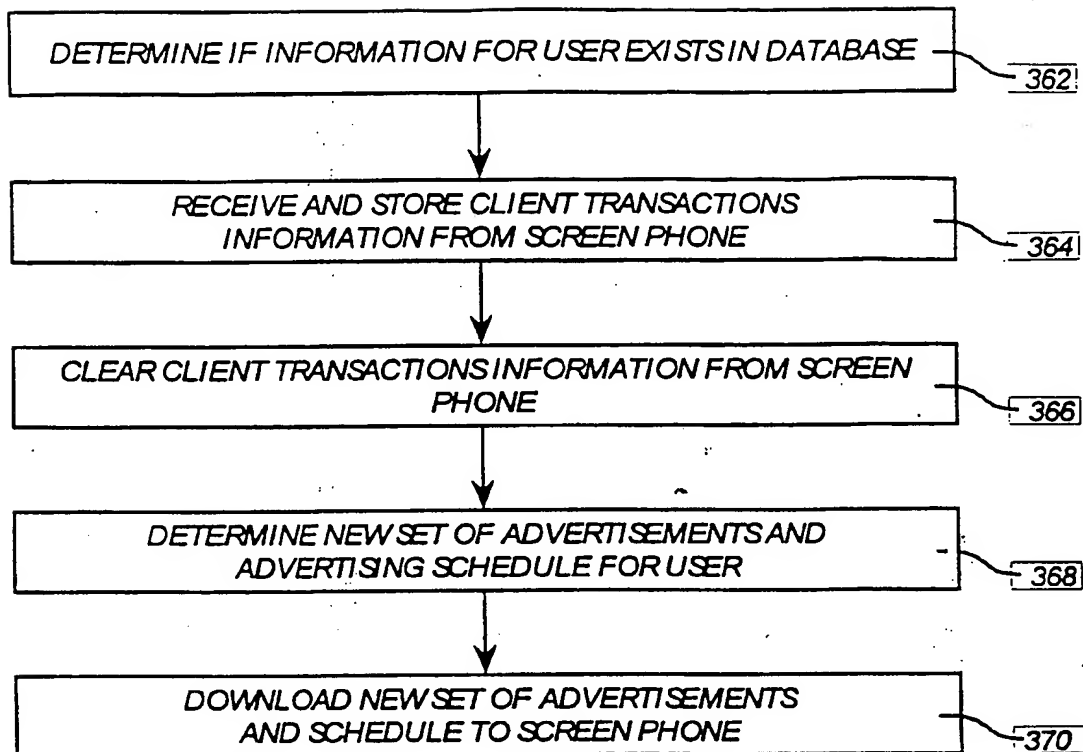 DETERMINE IF INFORMATION FOR USER EXISTS IN DATABASE
362
RECEIVE AND STORE CLIENT TRANSACTIONS
INFORMATION FROM SCREEN PHONE
364
CLEAR CLIENT TRANSACTIONS INFORMATION FROM SCREEN
PHONE
366
DETERMINE NEW SET OF ADVERTISEMENTS AND
ADVERTISING SCHEDULE FOR USER
368
DOWNLOAD NEW SET OF ADVERTISEMENTS
AND SCHEDULE TO SCREEN PHONE
370